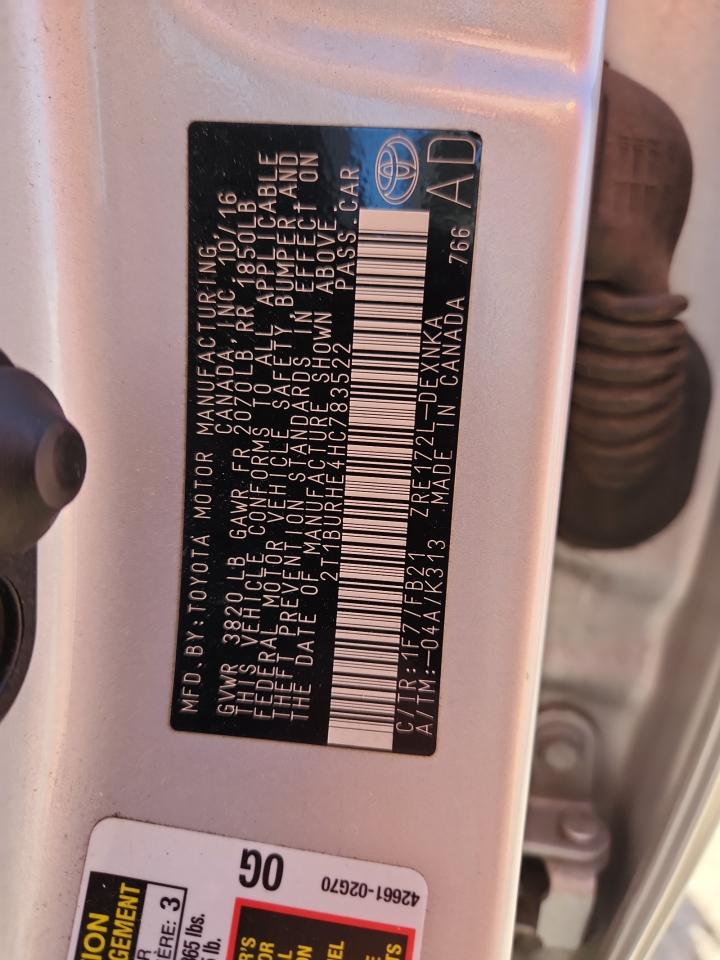 MFD.BY:TOYOTA MOTOR MANUFACTURING,
CANADA, INC. 10/16
GVWR 3820 LB GAWR FR 2070LB, RR 1850LB
THIS VEHICLE CONFORMS TO ALL APPLICABLE
FEDERAL MOTOR VEHICLE SAFETY, BUMPER,AND
THEFT PREVENTION STANDARDS IN EFFECT ON
THE DATE OF MANUFACTURE SHOWN ABOVE.
2T1BURHE4HC783522 PASS.CAR
C/TR:1F7/FB21 ZRE172L-DEXNKA
A/TM:-04A/K313 MADE IN CANADA 766 AD
0G
42661-02G70
3
865 lbs.